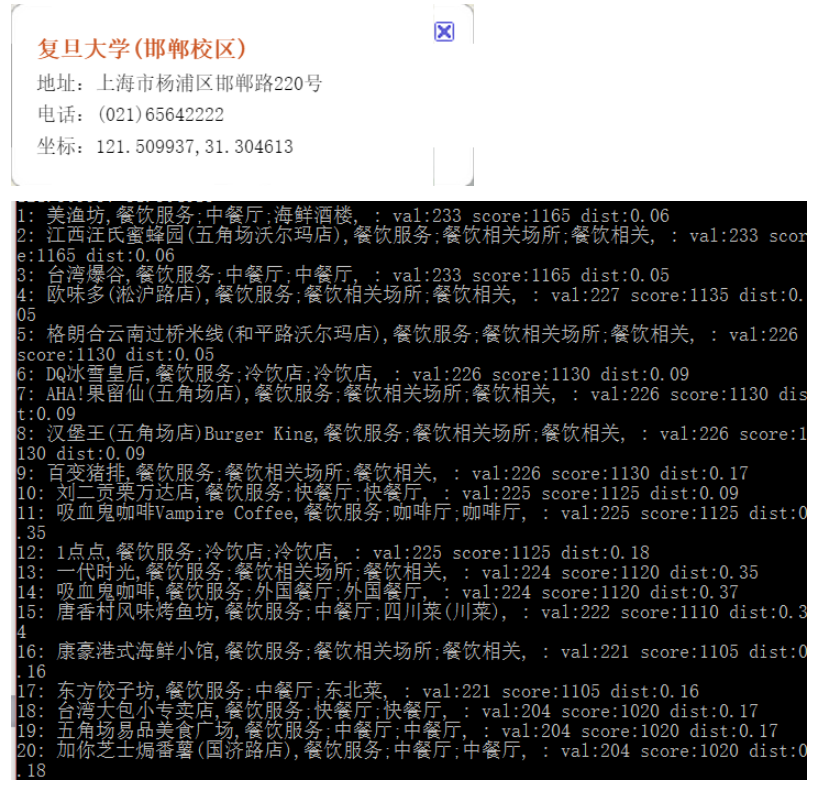 复旦大学(邯郸校区)
地址: 上海市杨浦区邯郸路220号
电话: (021)65642222
坐标: 121.509937,31.304613
1: 美渔坊,餐饮服务;中餐厅;海鲜酒楼, : val:233 score:1165 dist:0.06
2: 江西汪氏蜜蜂园(五角场沃尔玛店),餐饮服务;餐饮相关场所;餐饮相关, : val:233 scor
e:1165 dist:0.06
3: 台湾爆谷,餐饮服务;中餐厅;中餐厅, : val:233 score:1165 dist:0.05
4: 欧味多(淞沪路店),餐饮服务;餐饮相关场所;餐饮相关, : val:227 score:1135 dist:0.
05
5: 格朗合云南过桥米线(和平路沃尔玛店),餐饮服务;餐饮相关场所;餐饮相关, : val:226
score:1130 dist:0.05
6: DQ冰雪皇后,餐饮服务;冷饮店;冷饮店, : val:226 score:1130 dist:0.09
7: AHA!果留仙(五角场店),餐饮服务;餐饮相关场所;餐饮相关, : val:226 score:1130 dis
t:0.09
8: 汉堡王(五角场店)Burger King,餐饮服务;餐饮相关场所;餐饮相关, : val:226 score:1
130 dist:0.09
9: 百变猪排,餐饮服务;餐饮相关场所;餐饮相关, : val:226 score:1130 dist:0.17
10: 刘二贡栗万达店,餐饮服务;快餐厅;快餐厅, : val:225 score:1125 dist:0.09
11: 吸血鬼咖啡Vampire Coffee,餐饮服务;咖啡厅;咖啡厅, : val:225 score:1125 dist:0
.35
12: 1点点,餐饮服务;冷饮店;冷饮店, : val:225 score:1125 dist:0.18
13: 一代时光,餐饮服务;餐饮相关场所;餐饮相关, : val:224 score:1120 dist:0.35
14: 吸血鬼咖啡,餐饮服务;外国餐厅;外国餐厅, : val:224 score:1120 dist:0.37
15: 唐香村风味烤鱼坊,餐饮服务;中餐厅;四川菜(川菜), : val:222 score:1110 dist:0.3
4
16: 康豪港式海鲜小馆,餐饮服务;餐饮相关场所;餐饮相关, : val:221 score:1105 dist:0
.16
17: 东方饺子坊,餐饮服务;中餐厅;东北菜, : val:221 score:1105 dist:0.16
18: 台湾大包小专卖店,餐饮服务;快餐厅;快餐厅, : val:204 score:1020 dist:0.17
19: 五角场易品美食广场,餐饮服务;中餐厅;中餐厅, : val:204 score:1020 dist:0.17
20: 加你芝士焗番薯(国济路店),餐饮服务;中餐厅;中餐厅, : val:204 score:1020 dist:0
.18